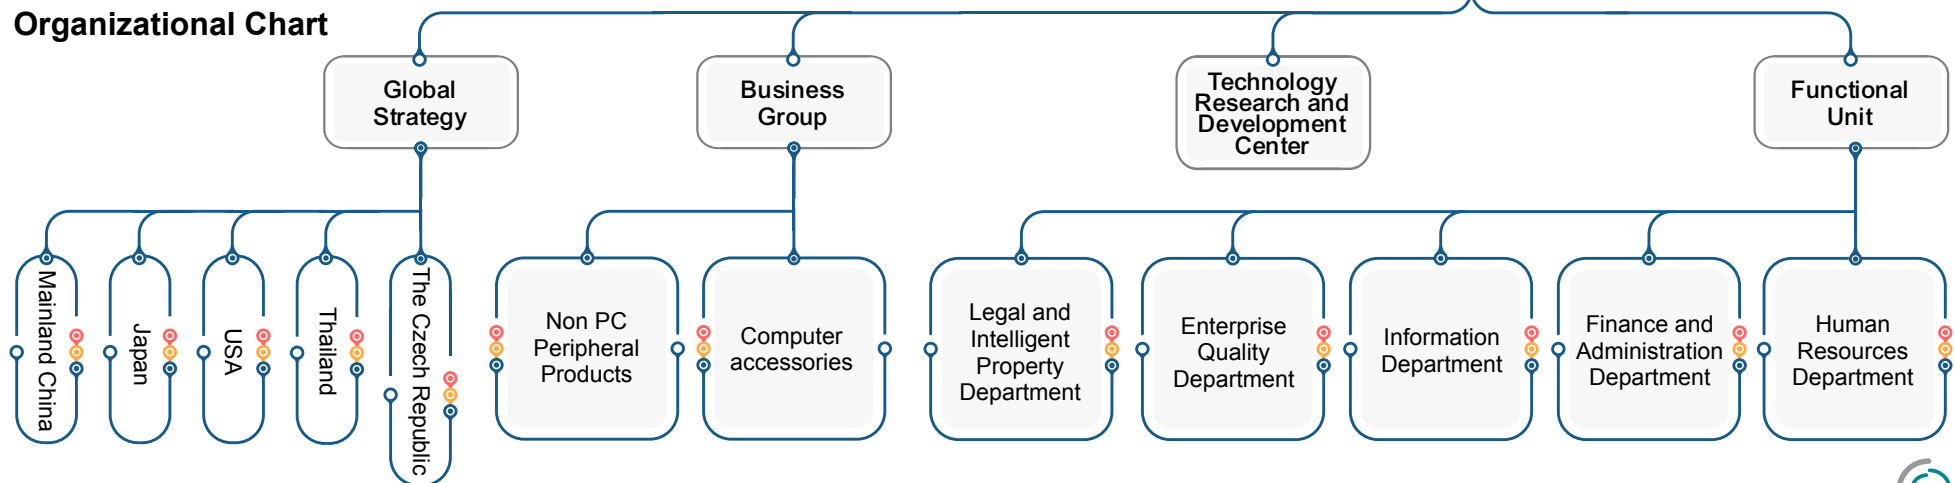 Organizational Chart
Global
Strategy
Business
Group
Technology
Research and
Development
Center
Functional
Unit
Mainland China
Japan
USA
Thailand
The Czech Republic
Non PC
Peripheral
Products
Computer
accessories
Legal and
Intelligent
Property
Department
Enterprise
Quality
Department
Information
Department
Finance and
Administration
Department
Human
Resources
Department